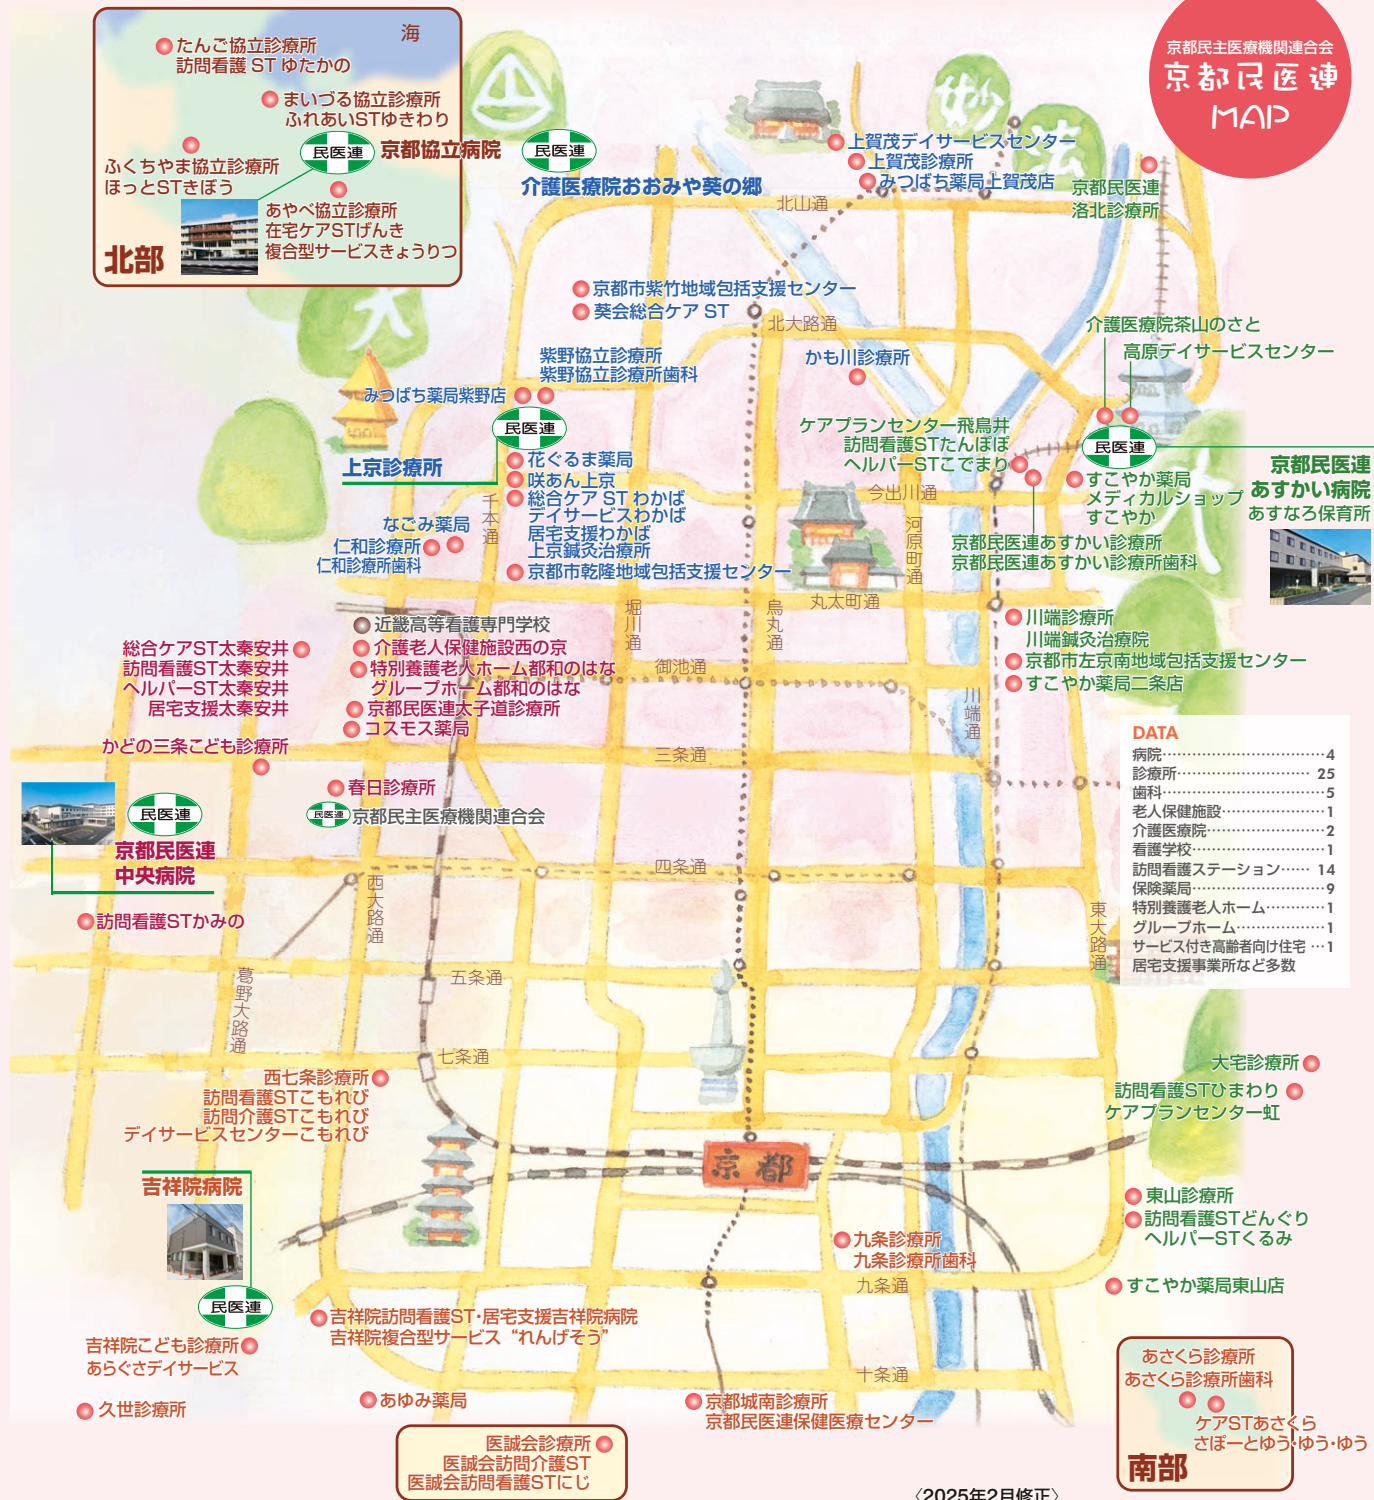 京都民主医療機関連合会
京都民医連
MAP
海
たんご協立診療所
訪問看護 ST ゆたかの
まいづる協立診療所
ふれあいSTゆきわり
民医連
京都協立病院
ふくちやま協立診療所
ほっとSTきぼう
あやべ協立診療所
在宅ケアSTげんき
複合型サービスきょうりつ
北部
山
妙
法
大
民医連
介護医療院おおみや葵の郷
上賀茂デイサービスセンター
上賀茂診療所
みつばち薬局上賀茂店
北山通
京都民医連
洛北診療所
京都市紫竹地域包括支援センター
葵会総合ケア ST
北大路通
紫野協立診療所
紫野協立診療所歯科
みつばち薬局紫野店
かも川診療所
介護医療院茶山のさと
高原デイサービスセンター
民医連
上京診療所
花ぐるま薬局
咲あん上京
総合ケア ST わかば
デイサービスわかば
居宅支援わかば
上京鍼灸治療所
京都市乾隆地域包括支援センター
千本通
なごみ薬局
仁和診療所
仁和診療所歯科
ケアプランセンター飛鳥井
訪問看護STたんぽぽ
ヘルパーSTこでまり
今出川通
河原町通
民医連
京都民医連
あすかい病院
あすなろ保育所
すこやか薬局
メディカルショップ
すこやか
京都民医連あすかい診療所
京都民医連あすかい診療所歯科
丸太町通
堀川通
烏丸通
近畿高等看護専門学校
介護老人保健施設西の京
特別養護老人ホーム都和のはな
グループホーム都和のはな
京都民医連太子道診療所
コスモス薬局
総合ケアST太秦安井
訪問看護ST太秦安井
ヘルパーST太秦安井
居宅支援太秦安井
御池通
川端診療所
川端鍼灸治療院
京都市左京南地域包括支援センター
すこやか薬局二条店
川端通
かどの三条こども診療所
三条通
春日診療所
民医連
京都民主医療機関連合会
民医連
京都民医連
中央病院
四条通
西大路通
訪問看護STかみの
DATA
病院…………………………4
診療所…………………… 25
歯科…………………………5
老人保健施設………………1
介護医療院…………………2
看護学校……………………1
訪問看護ステーション…… 14
保険薬局……………………9
特別養護老人ホーム…………1
グループホーム………………1
サービス付き高齢者向け住宅 …1
居宅支援事業所など多数
東大路通
葛野大路通
五条通
七条通
西七条診療所
訪問看護STこもれび
訪問介護STこもれび
デイサービスセンターこもれび
大宅診療所
訪問看護STひまわり
ケアプランセンター虹
京都
吉祥院病院
民医連
東山診療所
訪問看護STどんぐり
ヘルパーSTくるみ
九条診療所
九条診療所歯科
九条通
すこやか薬局東山店
吉祥院訪問看護ST・居宅支援吉祥院病院
吉祥院複合型サービス “れんげそう”
吉祥院こども診療所
あらぐさデイサービス
久世診療所
あゆみ薬局
十条通
京都城南診療所
京都民医連保健医療センター
医誠会診療所
医誠会訪問介護ST
医誠会訪問看護STにじ
あさくら診療所
あさくら診療所歯科
ケアSTあさくら
さぽーとゆう・ゆう・ゆう
南部
〈2025年2月修正〉